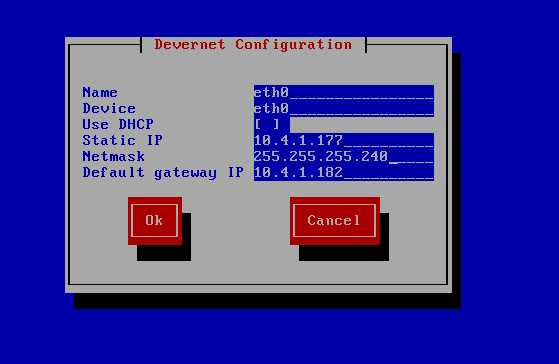 Devernet Configuration
Name eth0________________
Device eth0________________
Use DHCP [ ]
Static IP 10.4.1.177__________
Netmask 255.255.255.240_____
Default gateway IP 10.4.1.182__________
Ok Cancel